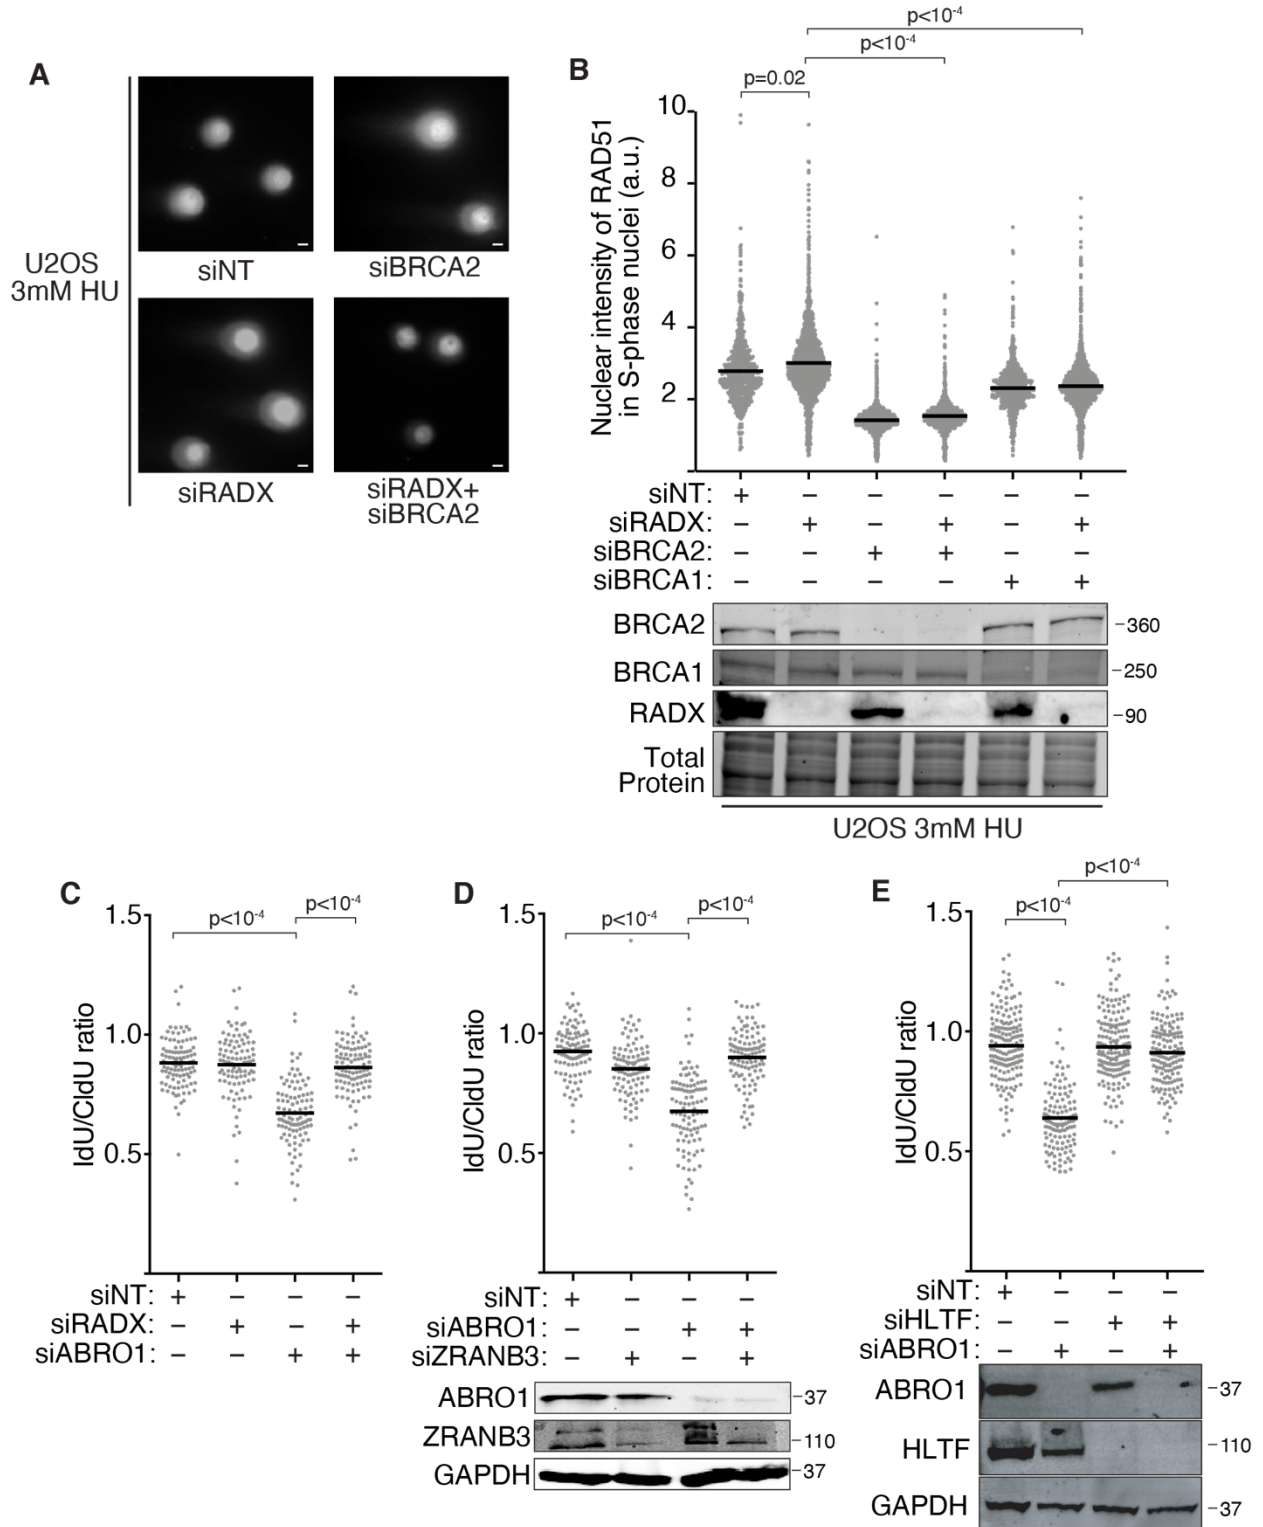 A
U2OS
3mM HU
siNT
siBRCA2
siRADX
siRADX+
siBRCA2
B
p<10⁻⁴
p<10⁻⁴
p=0.02
Nuclear intensity of RAD51
in S-phase nuclei (a.u.)
10
8
6
4
2
siNT: + – – – – –
siRADX: – + – + – +
siBRCA2: – – + + – –
siBRCA1: – – – – + +
BRCA2 -360
BRCA1 -250
RADX -90
Total
Protein
U2OS 3mM HU
C
p<10⁻⁴
p<10⁻⁴
IdU/CldU ratio
1.5
1.0
0.5
siNT: + – – –
siRADX: – + – +
siABRO1: – – + +
D
p<10⁻⁴
p<10⁻⁴
IdU/CldU ratio
1.5
1.0
0.5
siNT: + – – –
siABRO1: – – + +
siZRANB3: – + – +
ABRO1 -37
ZRANB3 -110
GAPDH -37
E
p<10⁻⁴
p<10⁻⁴
IdU/CldU ratio
1.5
1.0
0.5
siNT: + – – –
siHLTF: – – + +
siABRO1: – + – +
ABRO1 -37
HLTF -110
GAPDH -37